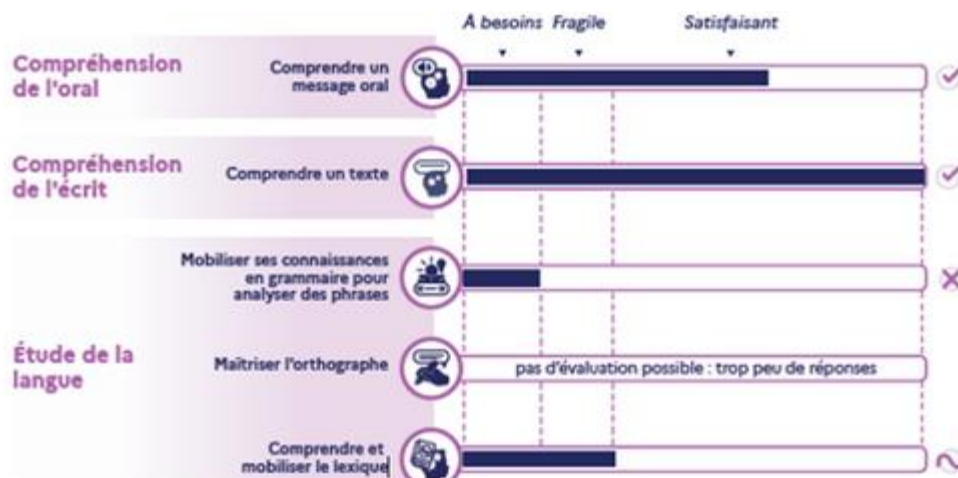 À besoins Fragile Satisfaisant
Compréhension
de l'oral
Comprendre un
message oral
Compréhension
de l'écrit
Comprendre un texte
Étude de la
langue
Mobiliser ses connaissances
en grammaire pour
analyser des phrases
Maîtriser l'orthographe
pas d'évaluation possible : trop peu de réponses
Comprendre et
mobiliser le lexique